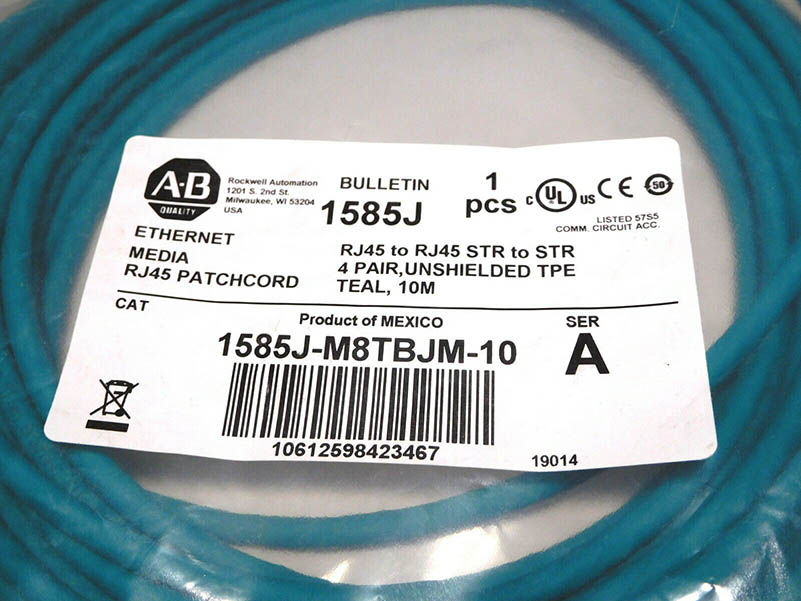 A·B
QUALITY
Rockwell Automation
1201 S. 2nd St.
Milwaukee, WI 53204
USA
BULLETIN
1585J
1
pcs
C UL US CE 50
LISTED 57S5
COMM. CIRCUIT ACC.
ETHERNET
MEDIA
RJ45 PATCHCORD
RJ45 to RJ45 STR to STR
4 PAIR,UNSHIELDED TPE
TEAL, 10M
CAT
Product of MEXICO
1585J-M8TBJM-10
SER
A
10612598423467
19014